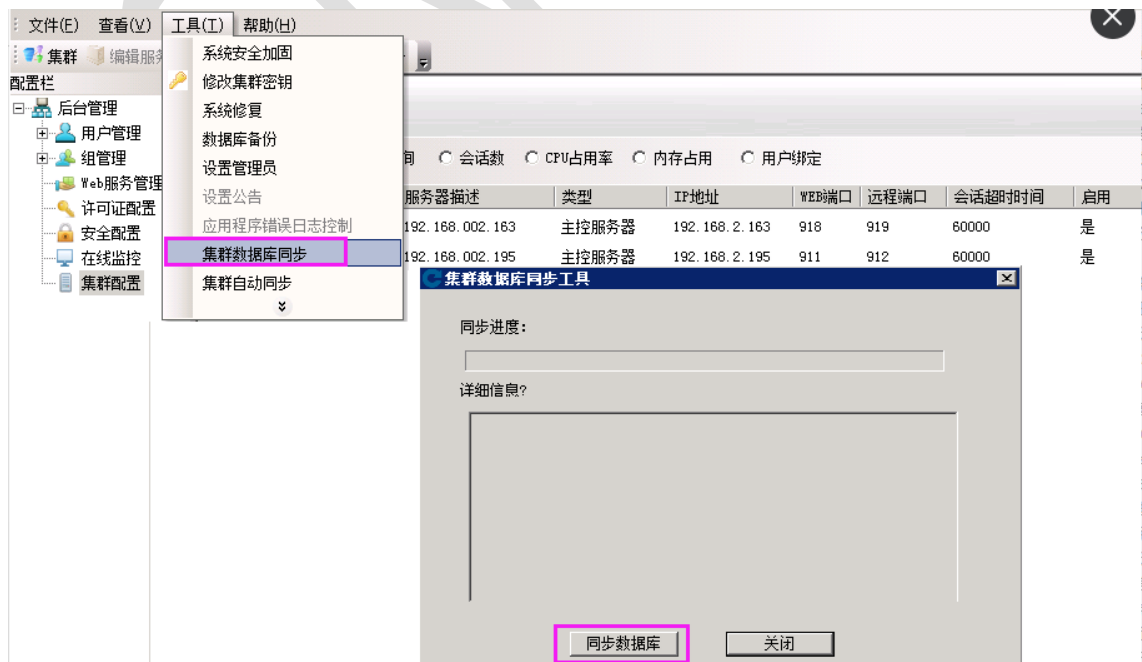 文件(E) 查看(V) 工具(T) 帮助(H)
集群 编辑服
配置栏
后台管理
用户管理
组管理
Web服务管理
许可证配置
安全配置
在线监控
集群配置
系统安全加固
修改集群密钥
系统修复
数据库备份
设置管理员
设置公告
应用程序错误日志控制
集群数据库同步
集群自动同步
会话数 CPU占用率 内存占用 用户绑定
服务器描述 类型 IP地址 WEB端口 远程端口 会话超时时间 启用
192.168.002.163 主控服务器 192.168.2.163 918 919 60000 是
192.168.002.195 主控服务器 192.168.2.195 911 912 60000 是
集群数据库同步工具
同步进度:
详细信息?
同步数据库 关闭